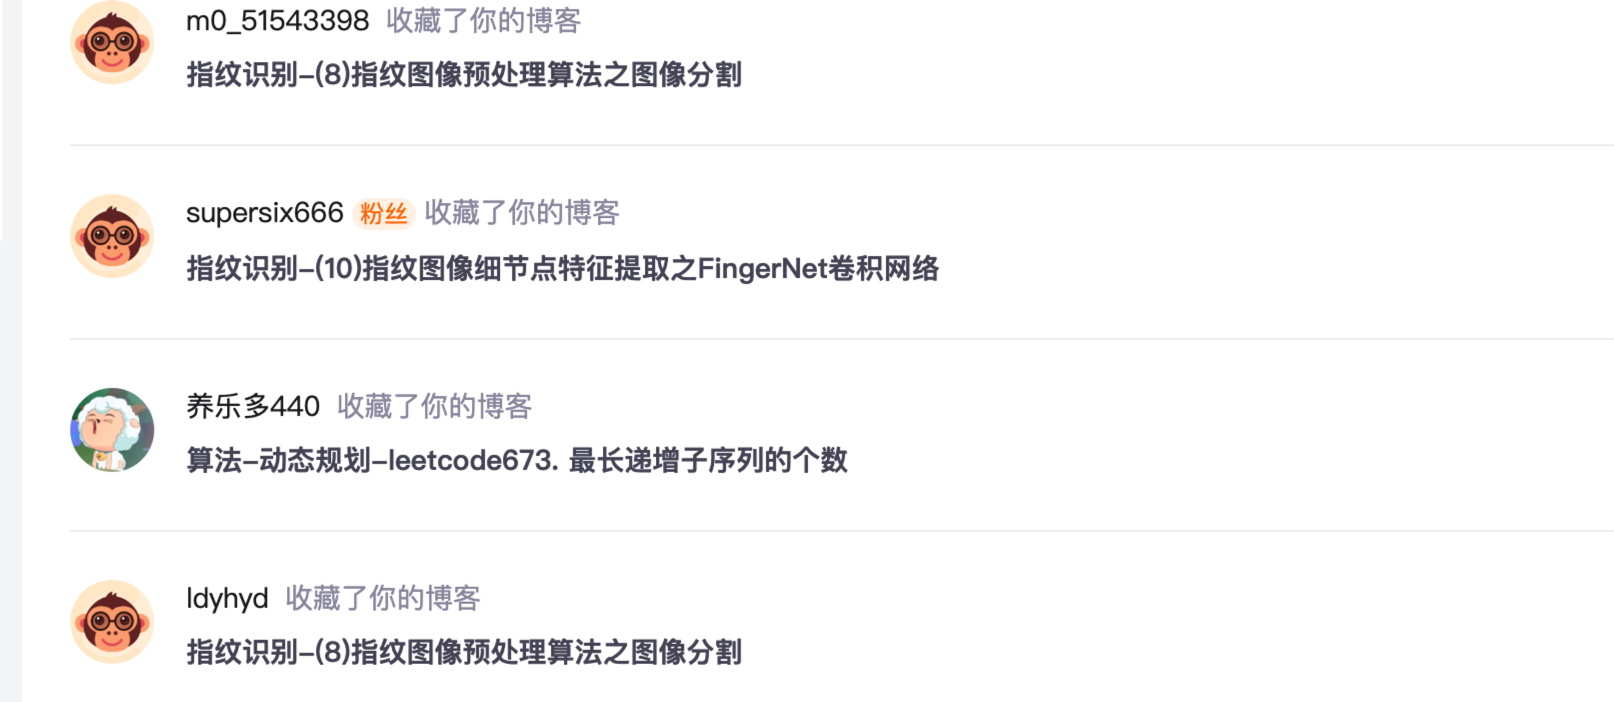 m0_51543398 收藏了你的博客
指纹识别-(8)指纹图像预处理算法之图像分割
supersix666 粉丝 收藏了你的博客
指纹识别-(10)指纹图像细节点特征提取之FingerNet卷积网络
养乐多440 收藏了你的博客
算法-动态规划-leetcode673. 最长递增子序列的个数
ldyhyd 收藏了你的博客
指纹识别-(8)指纹图像预处理算法之图像分割